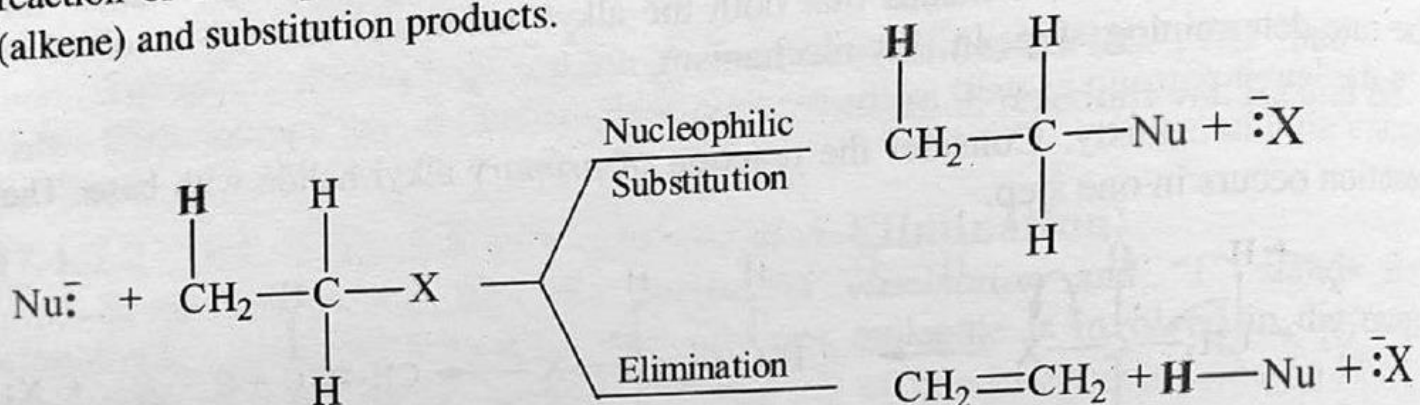 (alkene) and substitution products.
H H
Nucleophilic CH₂—C—Nu + :̄X
Substitution
H H
H
Nu:̄ + CH₂—C—X
H
Elimination CH₂=CH₂ + H—Nu + :̄X